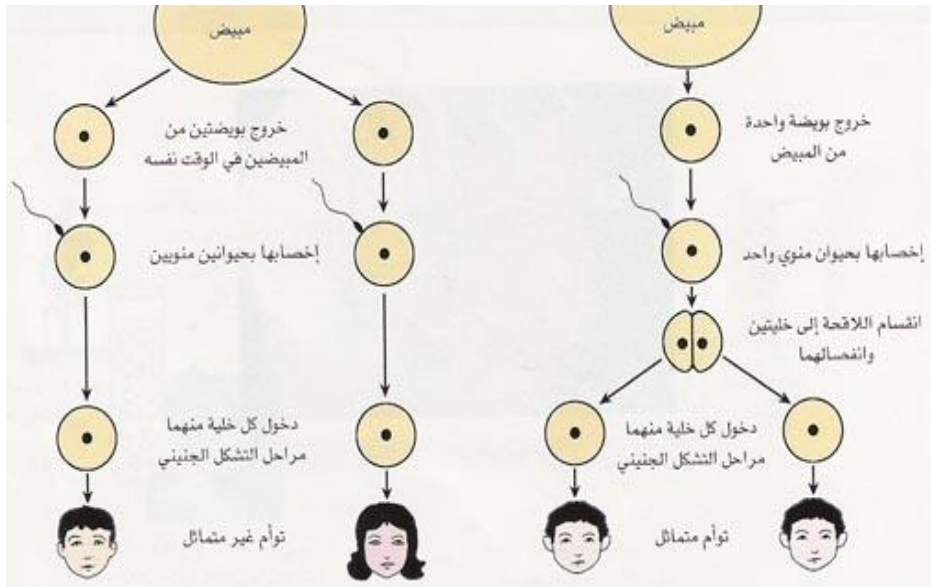 مبيض
خروج بويضة واحدة
من المبيض
إخصابها بحيوان منوي واحد
انقسام اللاقحة إلى خليتين
وانفصالهما
دخول كل خلية منهما
مراحل التشكل الجنيني
توأم متماثل
مبيض
خروج بويضتين من
المبيضين في الوقت نفسه
إخصابها بحيوانين منويين
دخول كل خلية منهما
مراحل التشكل الجنيني
توأم غير متماثل